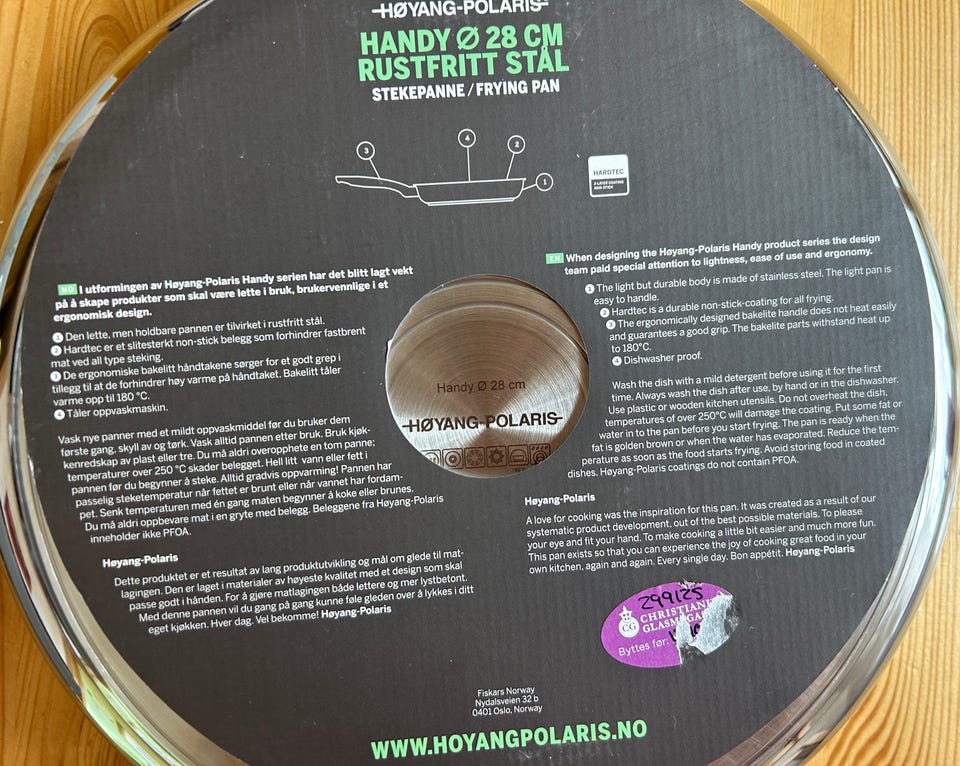 HØYANG-POLARIS
HANDY Ø 28 CM
RUSTFRITT STÅL
STEKEPANNE / FRYING PAN
3
4
2
1
HARDTEC
2-LAYER COATING
NON STICK
NO I utformingen av Høyang-Polaris Handy serien har det blitt lagt vekt
på å skape produkter som skal være lette i bruk, brukervennlige i et
ergonomisk design.
1 Den lette, men holdbare pannen er tilvirket i rustfritt stål.
2 Hardtec er et slitesterkt non-stick belegg som forhindrer fastbrent
mat ved all type steking.
3 De ergonomiske bakelitt håndtakene sørger for et godt grep i
tillegg til at de forhindrer høy varme på håndtaket. Bakelitt tåler
varme opp til 180 °C.
4 Tåler oppvaskmaskin.
Vask nye panner med et mildt oppvaskmiddel før du bruker dem
første gang, skyll av og tørk. Vask alltid pannen etter bruk. Bruk kjøk-
kenredskap av plast eller tre. Du må aldri overopphete en tom panne;
temperaturer over 250 °C skader belegget. Hell litt vann eller fett i
pannen før du begynner å steke. Alltid gradvis oppvarming! Pannen har
passelig steketemperatur når fettet er brunt eller når vannet har fordam-
pet. Senk temperaturen med én gang maten begynner å koke eller brunes.
Du må aldri oppbevare mat i en gryte med belegg. Beleggene fra Høyang-Polaris
inneholder ikke PFOA.
Høyang-Polaris
Dette produktet er et resultat av lang produktutvikling og mål om glede til mat-
lagingen. Den er laget i materialer av høyeste kvalitet med et design som skal
passe godt i hånden. For å gjøre matlagingen både lettere og mer lystbetont.
Med denne pannen vil du gang på gang kunne føle gleden over å lykkes i ditt
eget kjøkken. Hver dag. Vel bekomme! Høyang-Polaris
Handy Ø 28 cm
HØYANG-POLARIS
EN When designing the Høyang-Polaris Handy product series the design
team paid special attention to lightness, ease of use and ergonomy.
1 The light but durable body is made of stainless steel. The light pan is
easy to handle.
2 Hardtec is a durable non-stick-coating for all frying.
3 The ergonomically designed bakelite handle does not heat easily
and guarantees a good grip. The bakelite parts withstand heat up
to 180°C.
4 Dishwasher proof.
Wash the dish with a mild detergent before using it for the first
time. Always wash the dish after use, by hand or in the dishwasher.
Use plastic or wooden kitchen utensils. Do not overheat the dish,
temperatures of over 250°C will damage the coating. Put some fat or
water in to the pan before you start frying. The pan is ready when the
fat is golden brown or when the water has evaporated. Reduce the tem-
perature as soon as the food starts frying. Avoid storing food in coated
dishes. Høyang-Polaris coatings do not contain PFOA.
Høyang-Polaris
A love for cooking was the inspiration for this pan. It was created as a result of our
systematic product development, out of the best possible materials. To please
your eye and fit your hand. To make cooking a little bit easier and much more fun.
This pan exists so that you can experience the joy of cooking great food in your
own kitchen, again and again. Every single day. Bon appétit. Høyang-Polaris
299125
CG
Byttes før:
Fiskars Norway
Nydalsveien 32 b
0401 Oslo, Norway
WWW.HOYANGPOLARIS.NO